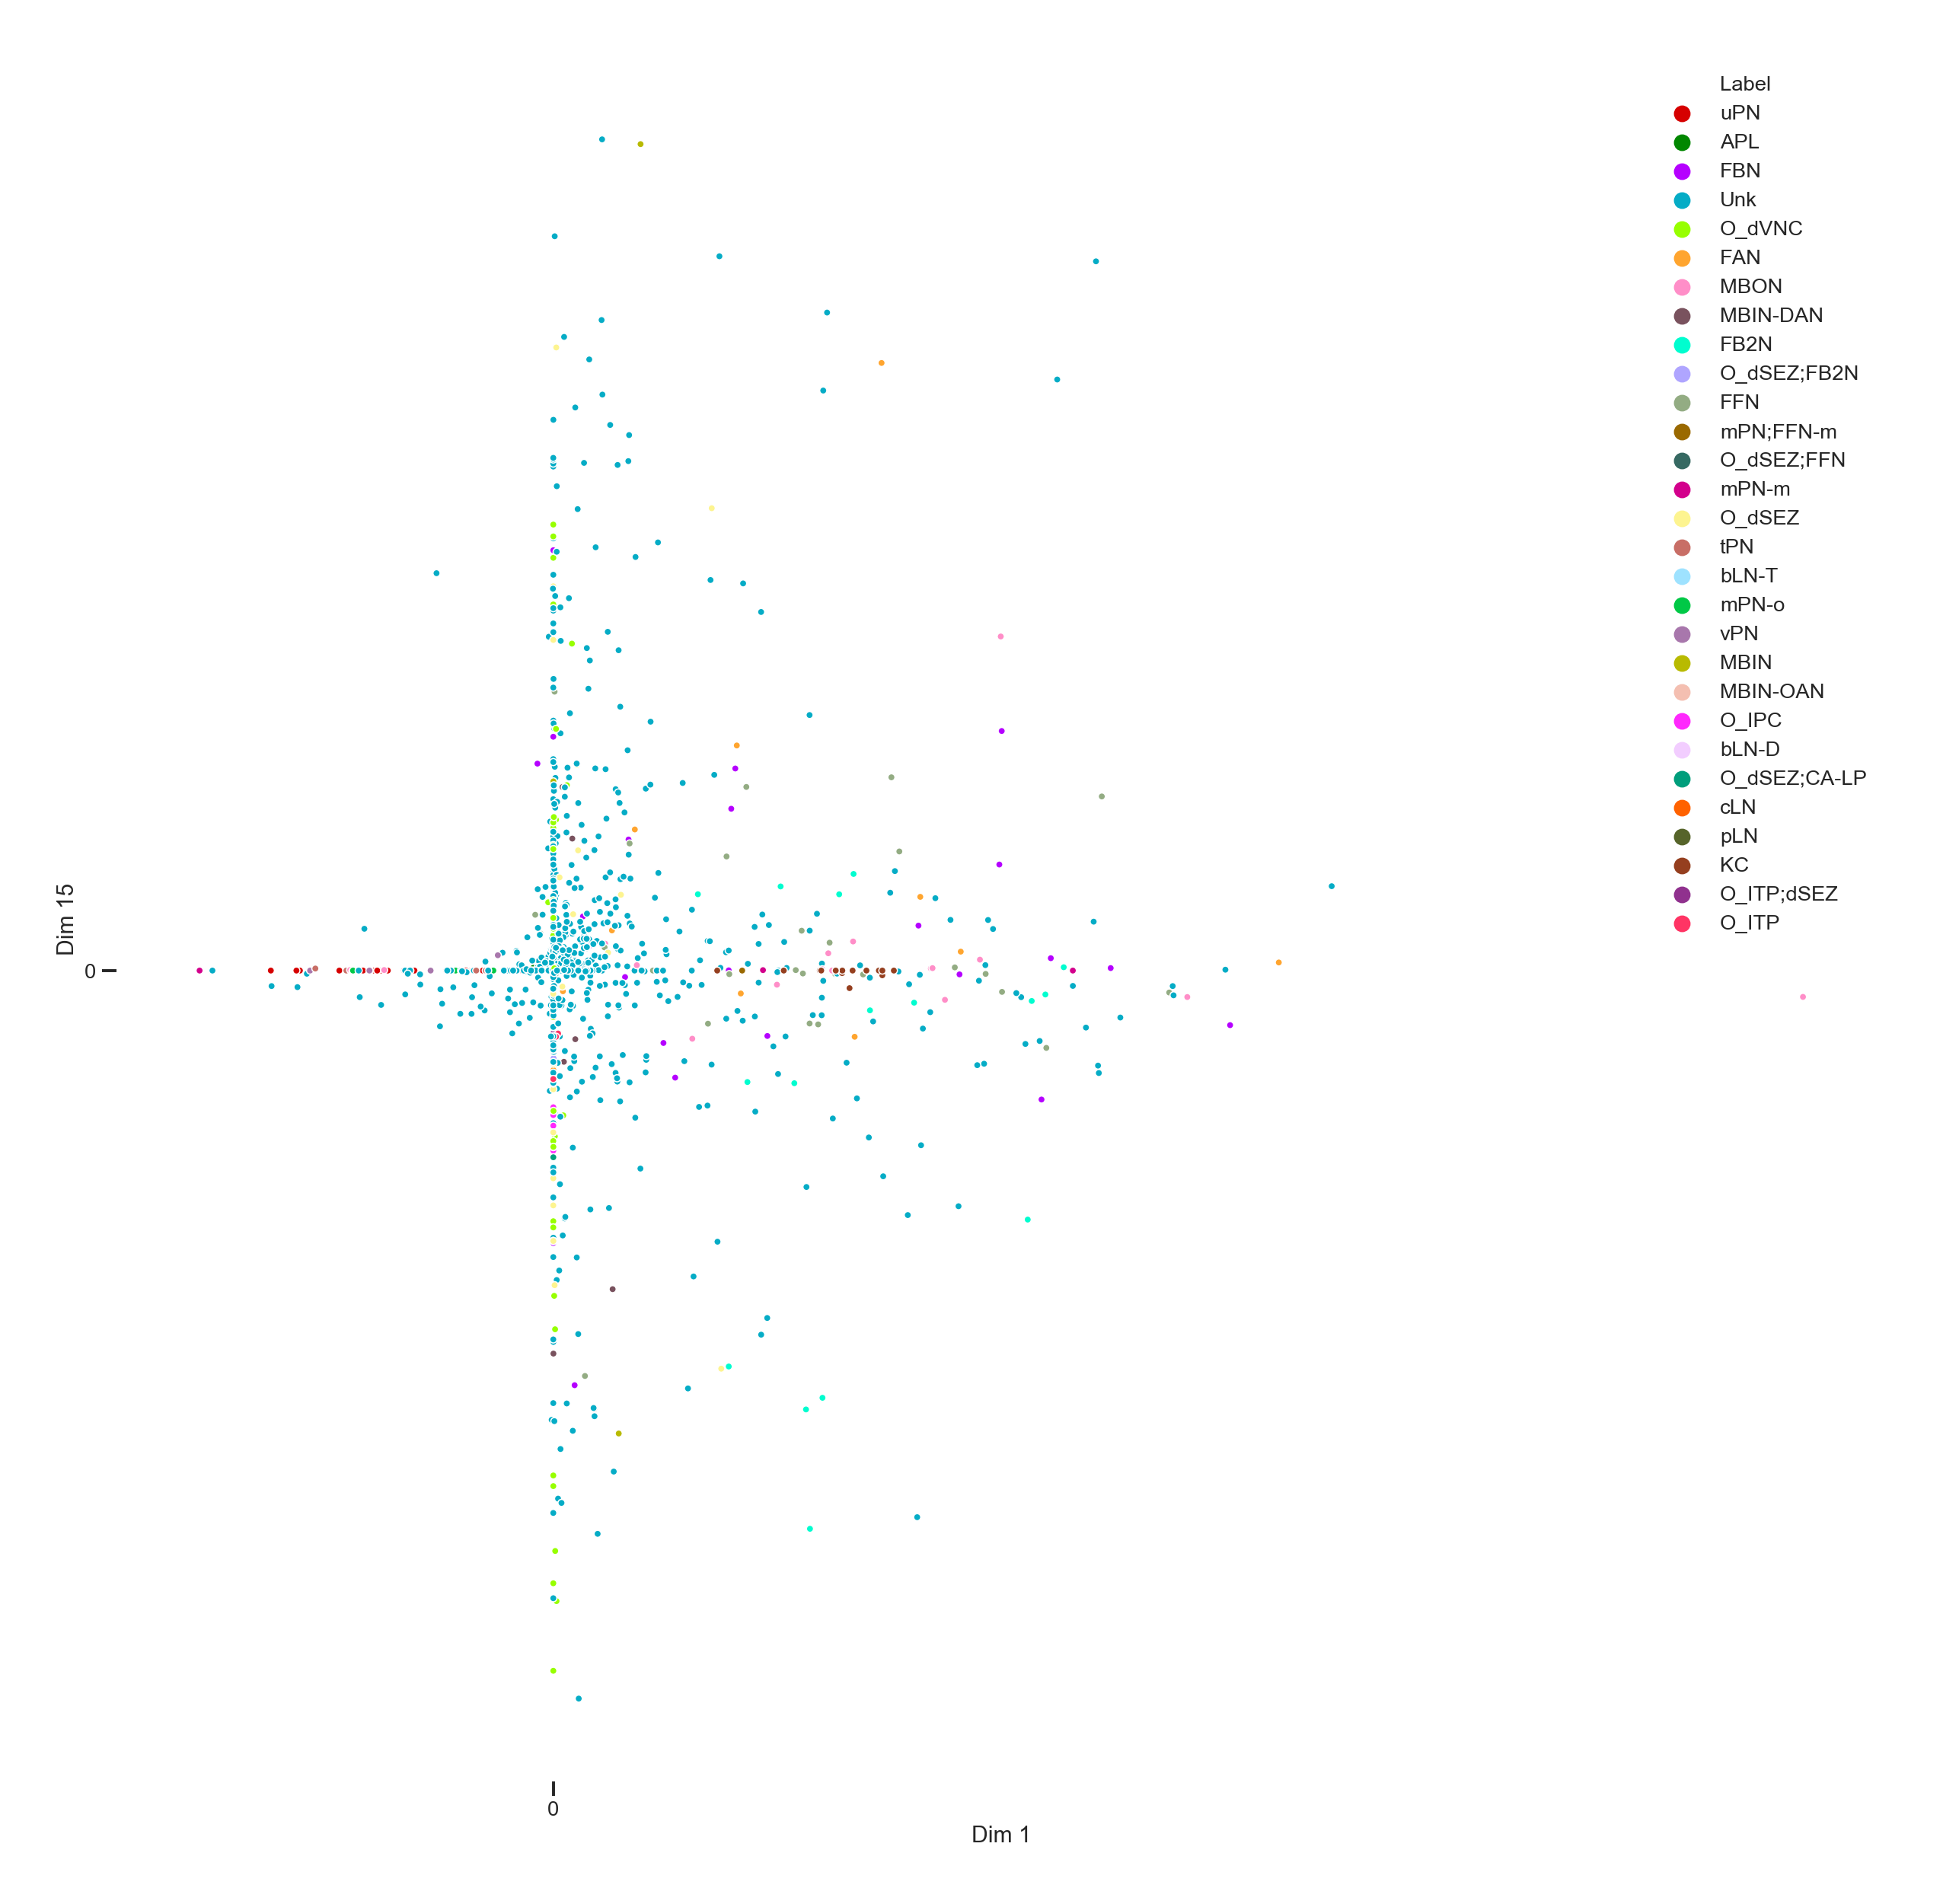 Label
uPN
APL
FBN
Unk
O_dVNC
FAN
MBON
MBIN-DAN
FB2N
O_dSEZ;FB2N
FFN
mPN;FFN-m
O_dSEZ;FFN
mPN-m
O_dSEZ
tPN
bLN-T
mPN-o
vPN
MBIN
MBIN-OAN
O_IPC
bLN-D
O_dSEZ;CA-LP
cLN
pLN
KC
O_ITP;dSEZ
O_ITP
Dim 15
0
0
Dim 1